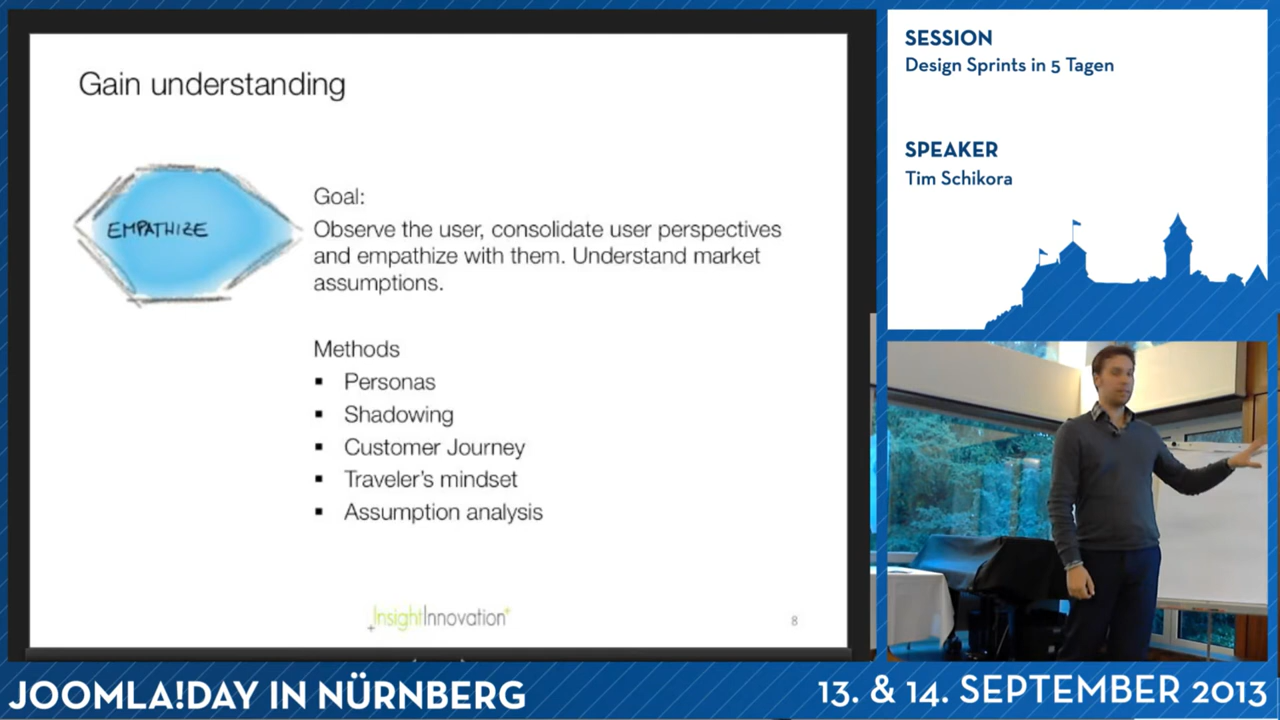 Gain understanding
EMPATHIZE
Goal:
Observe the user, consolidate user perspectives
and empathize with them. Understand market
assumptions.
Methods
▪ Personas
▪ Shadowing
▪ Customer Journey
▪ Traveler's mindset
▪ Assumption analysis
InsightInnovation
8
SESSION
Design Sprints in 5 Tagen
SPEAKER
Tim Schikora
JOOMLA!DAY IN NÜRNBERG
13. & 14. SEPTEMBER 2013